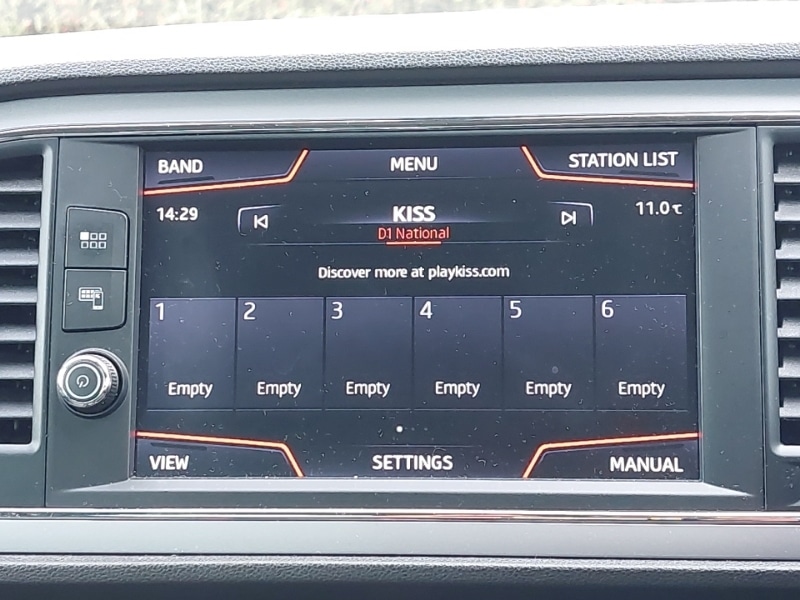 BAND MENU STATION LIST
14:29 KISS 11.0°C
D1 National
Discover more at playkiss.com
1 2 3 4 5 6
Empty Empty Empty Empty Empty Empty
VIEW SETTINGS MANUAL